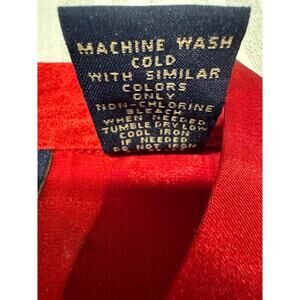 MACHINE WASH
COLD
WITH SIMILAR
COLORS
ONLY
NON-CHLORINE
BLEACH
WHEN NEEDED
TUMBLE DRY LOW
COOL IRON
IF NEEDED
DO NOT IRON